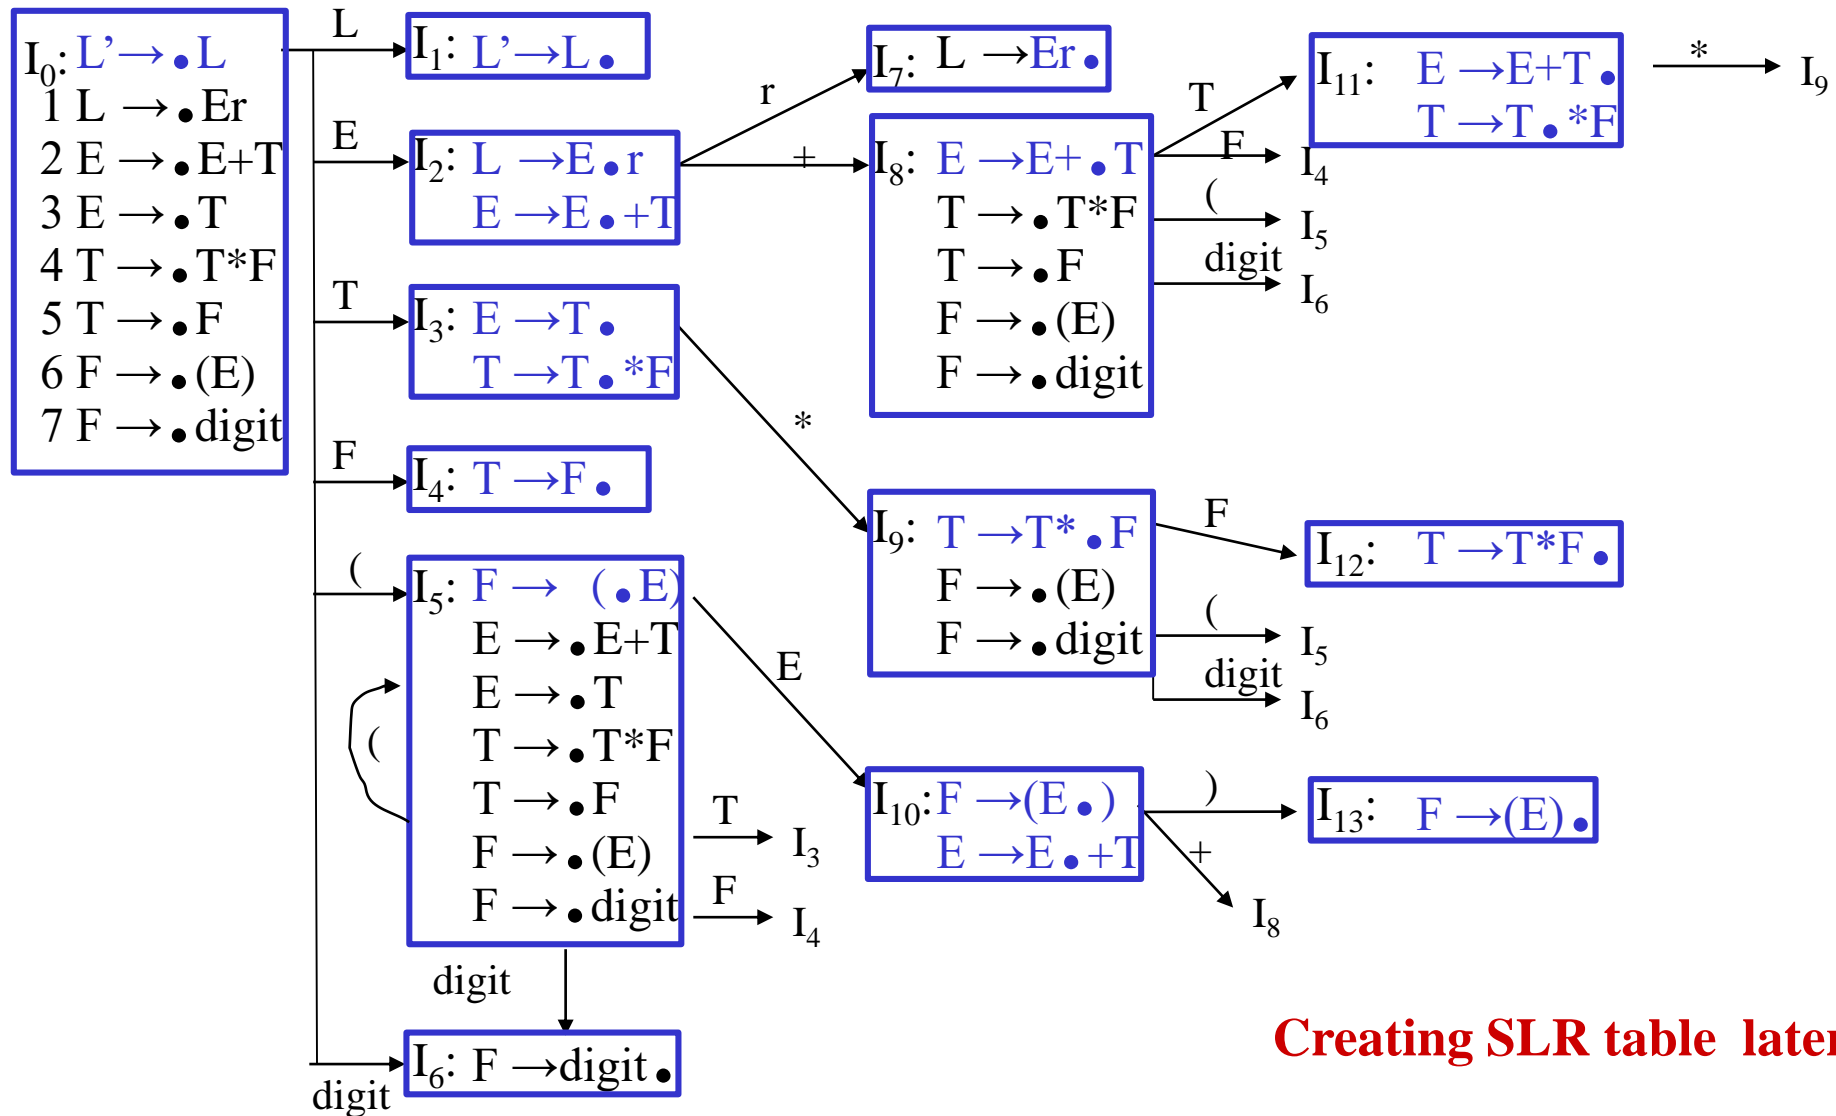 I₀: L’→•L
1 L →•Er
2 E →•E+T
3 E →•T
4 T →•T*F
5 T →•F
6 F →•(E)
7 F →•digit
L
I₁: L’→L•
E
I₂: L →E•r
E →E•+T
T
I₃: E →T•
T →T•*F
F
I₄: T →F•
(
I₅: F → (•E)
E →•E+T
E →•T
T →•T*F
T →•F
F →•(E)
F →•digit
(
T
I₃
F
I₄
digit
digit
I₆: F →digit•
r
I₇: L →Er•
+
I₈: E →E+•T
T →•T*F
T →•F
F →•(E)
F →•digit
T
F
I₄
(
I₅
digit
I₆
*
I₉: T →T*•F
F →•(E)
F →•digit
F
(
I₅
digit
I₆
E
I₁₀: F →(E•)
E →E•+T
)
+
I₈
I₁₁: E →E+T•
T →T•*F
*
I₉
I₁₂: T →T*F•
I₁₃: F →(E)•
Creating SLR table later